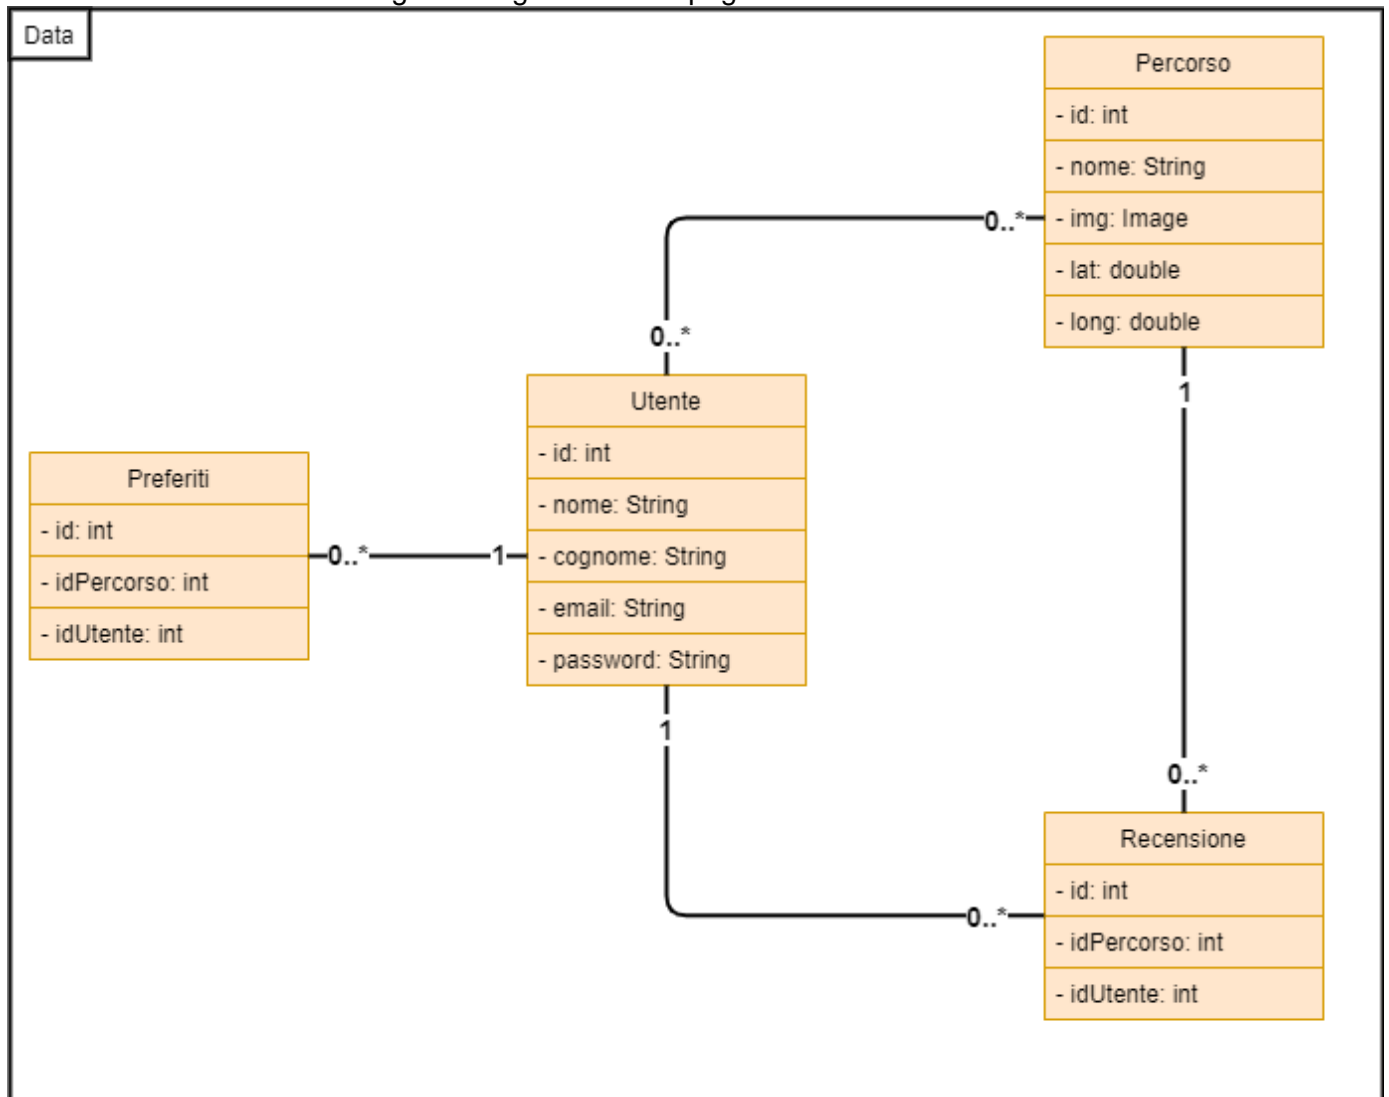 Data
Percorso
- id: int
- nome: String
- img: Image
- lat: double
- long: double
0..*
0..*
1
Utente
- id: int
- nome: String
- cognome: String
- email: String
- password: String
Preferiti
- id: int
- idPercorso: int
- idUtente: int
0..*
1
1
0..*
0..*
Recensione
- id: int
- idPercorso: int
- idUtente: int